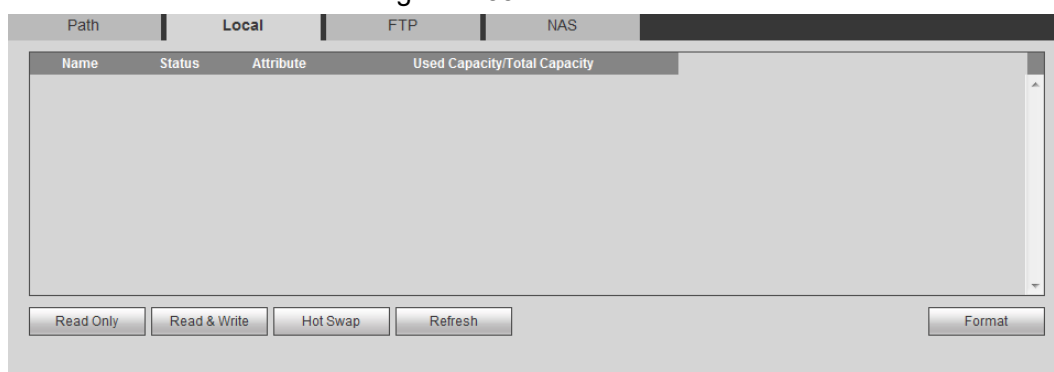 Path Local FTP NAS
Name Status Attribute Used Capacity/Total Capacity
Read Only Read & Write Hot Swap Refresh Format